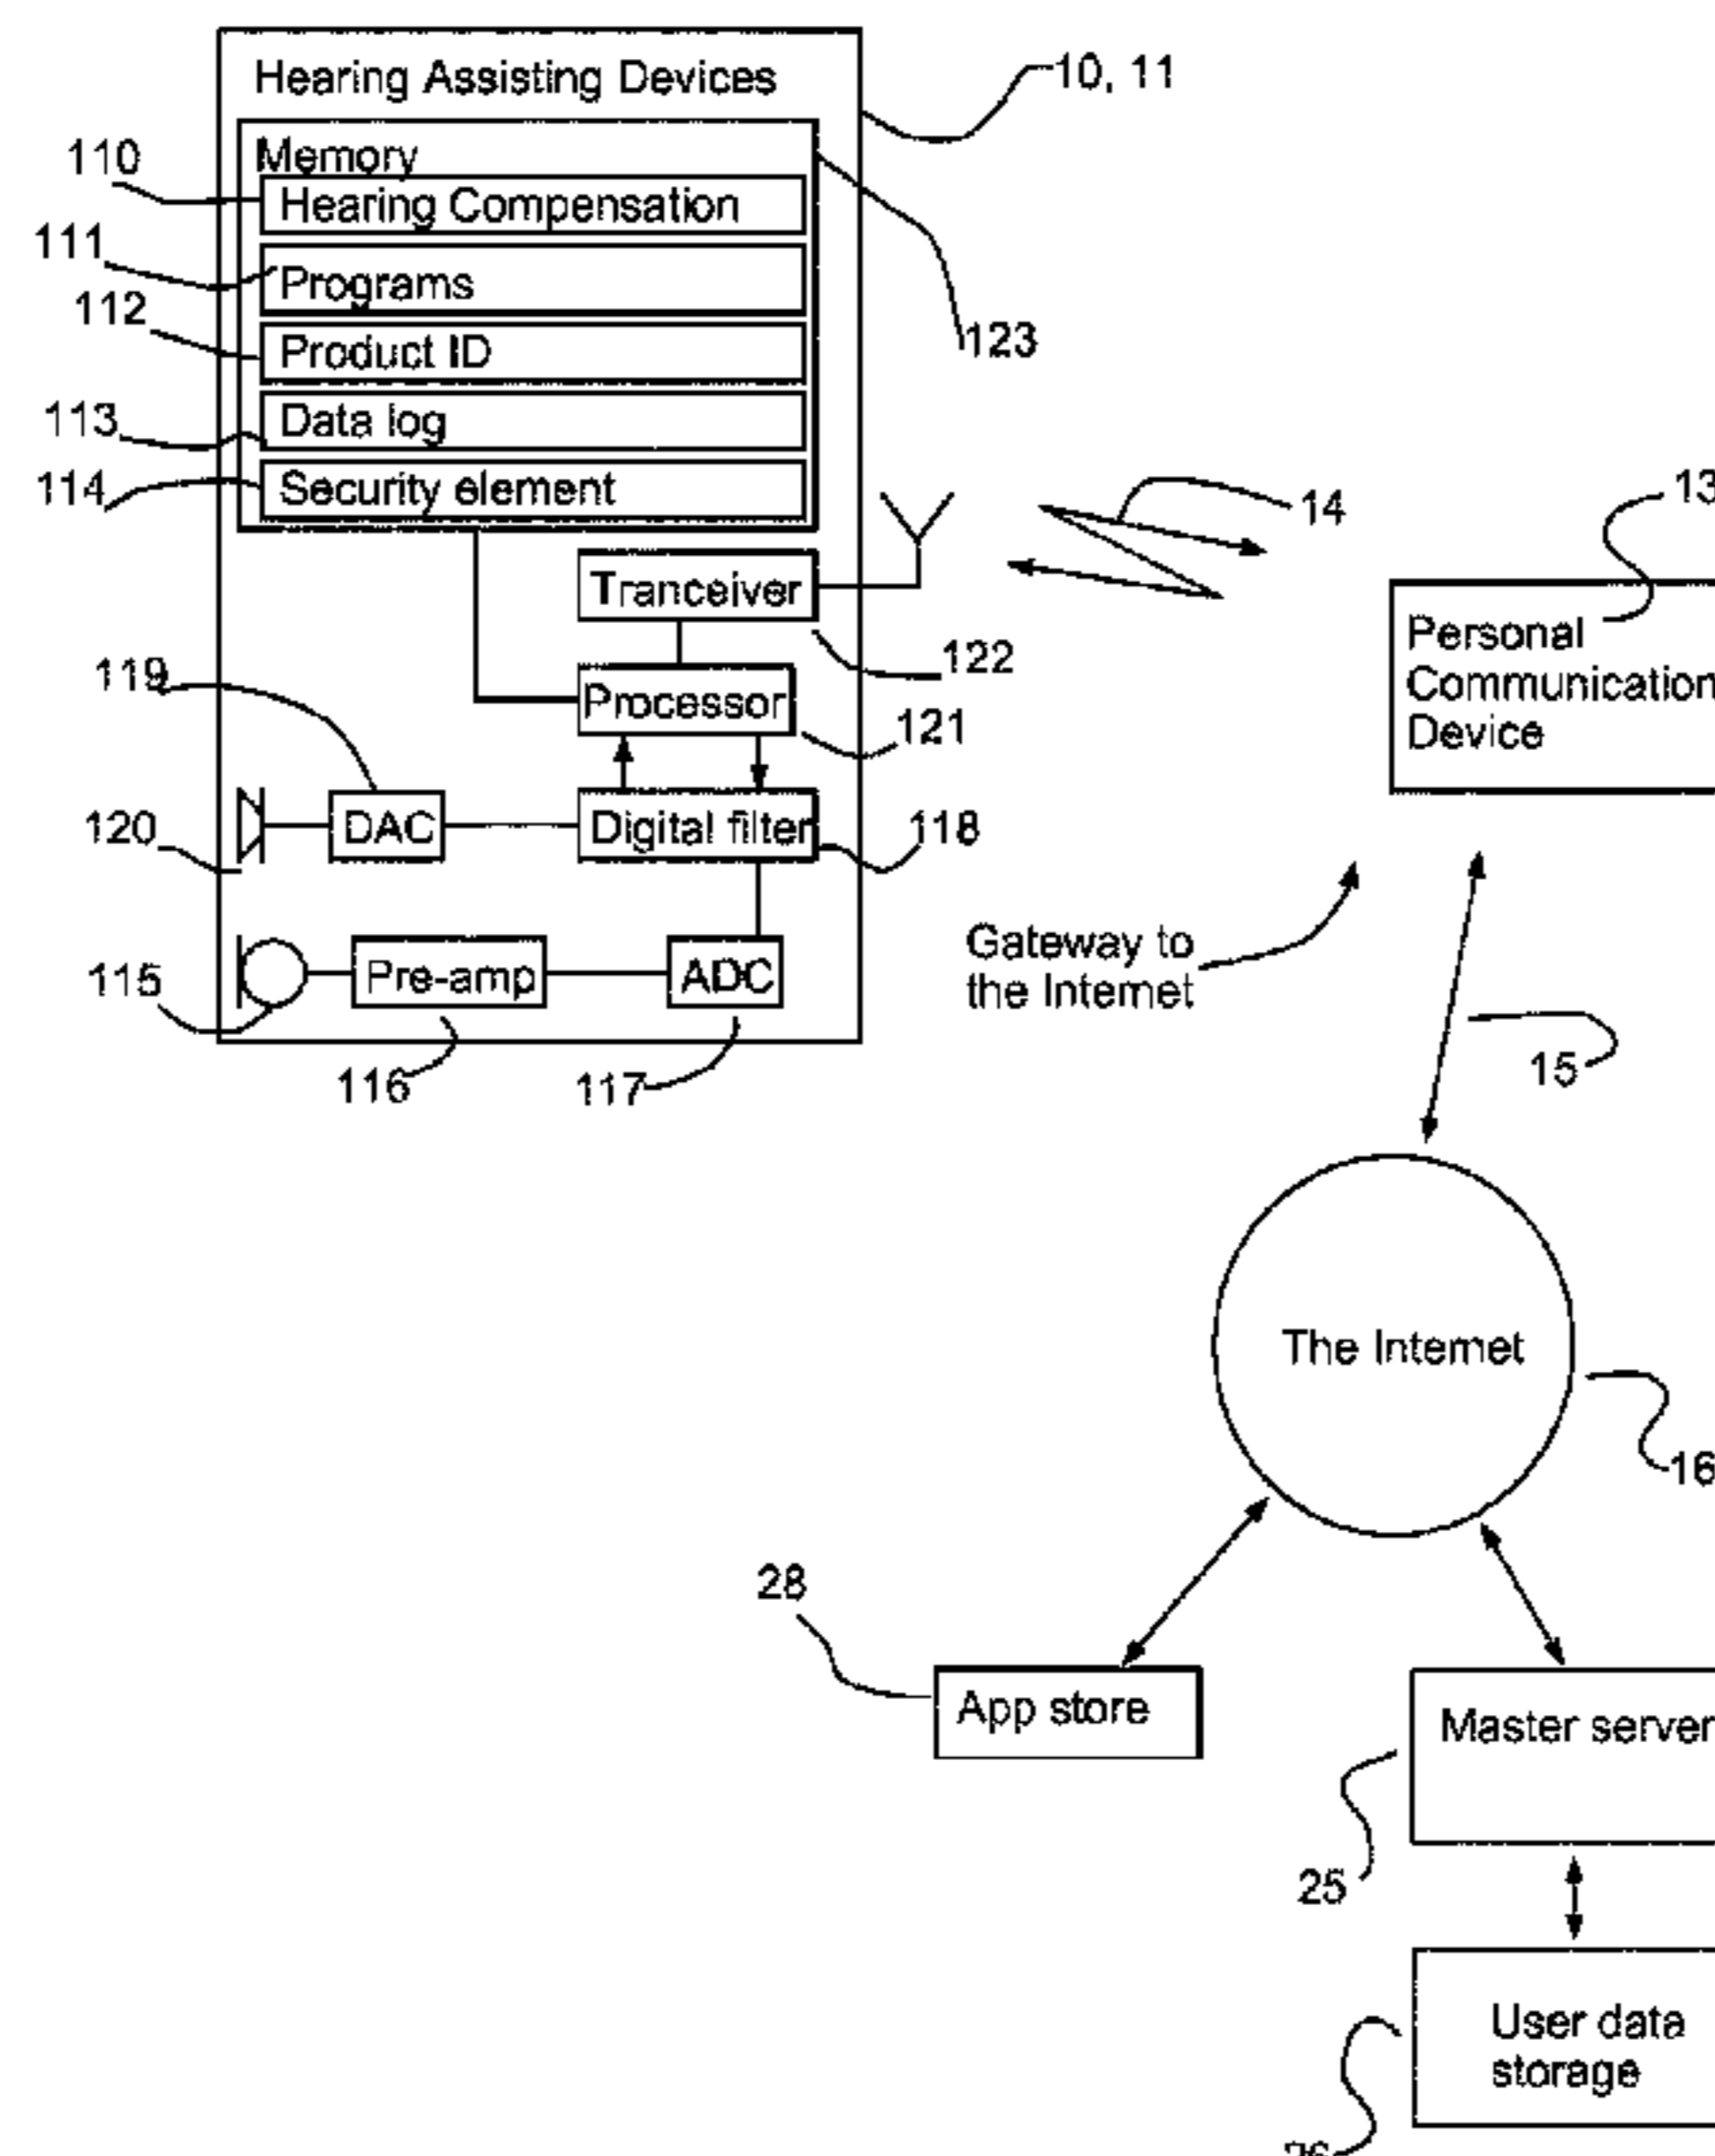 Hearing Assisting Devices
10, 11
Memory
110
Hearing Compensation
111
Programs
112
Product ID
123
113
Data log
114
Security element
14
13
Tranceiver
Personal
Communication
Device
122
119
Processor
121
120
DAC
Digital filter
118
Gateway to
the Internet
115
Pre-amp
ADC
15
116
117
The Internet
16
28
App store
Master server
25
User data
storage